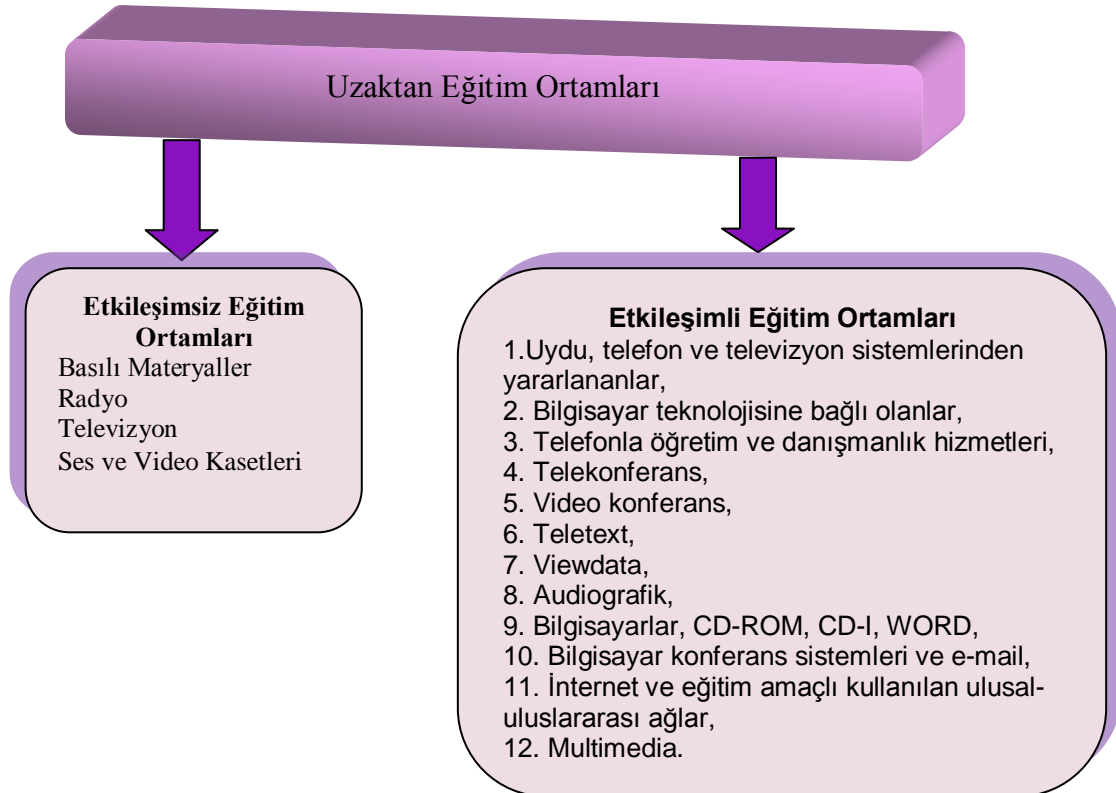 Uzaktan Eğitim Ortamları
Etkileşimsiz Eğitim
Ortamları
Basılı Materyaller
Radyo
Televizyon
Ses ve Video Kasetleri
Etkileşimli Eğitim Ortamları
1.Uydu, telefon ve televizyon sistemlerinden
yararlananlar,
2. Bilgisayar teknolojisine bağlı olanlar,
3. Telefonla öğretim ve danışmanlık hizmetleri,
4. Telekonferans,
5. Video konferans,
6. Teletext,
7. Viewdata,
8. Audiografik,
9. Bilgisayarlar, CD-ROM, CD-I, WORD,
10. Bilgisayar konferans sistemleri ve e-mail,
11. İnternet ve eğitim amaçlı kullanılan ulusal-
uluslararası ağlar,
12. Multimedia.